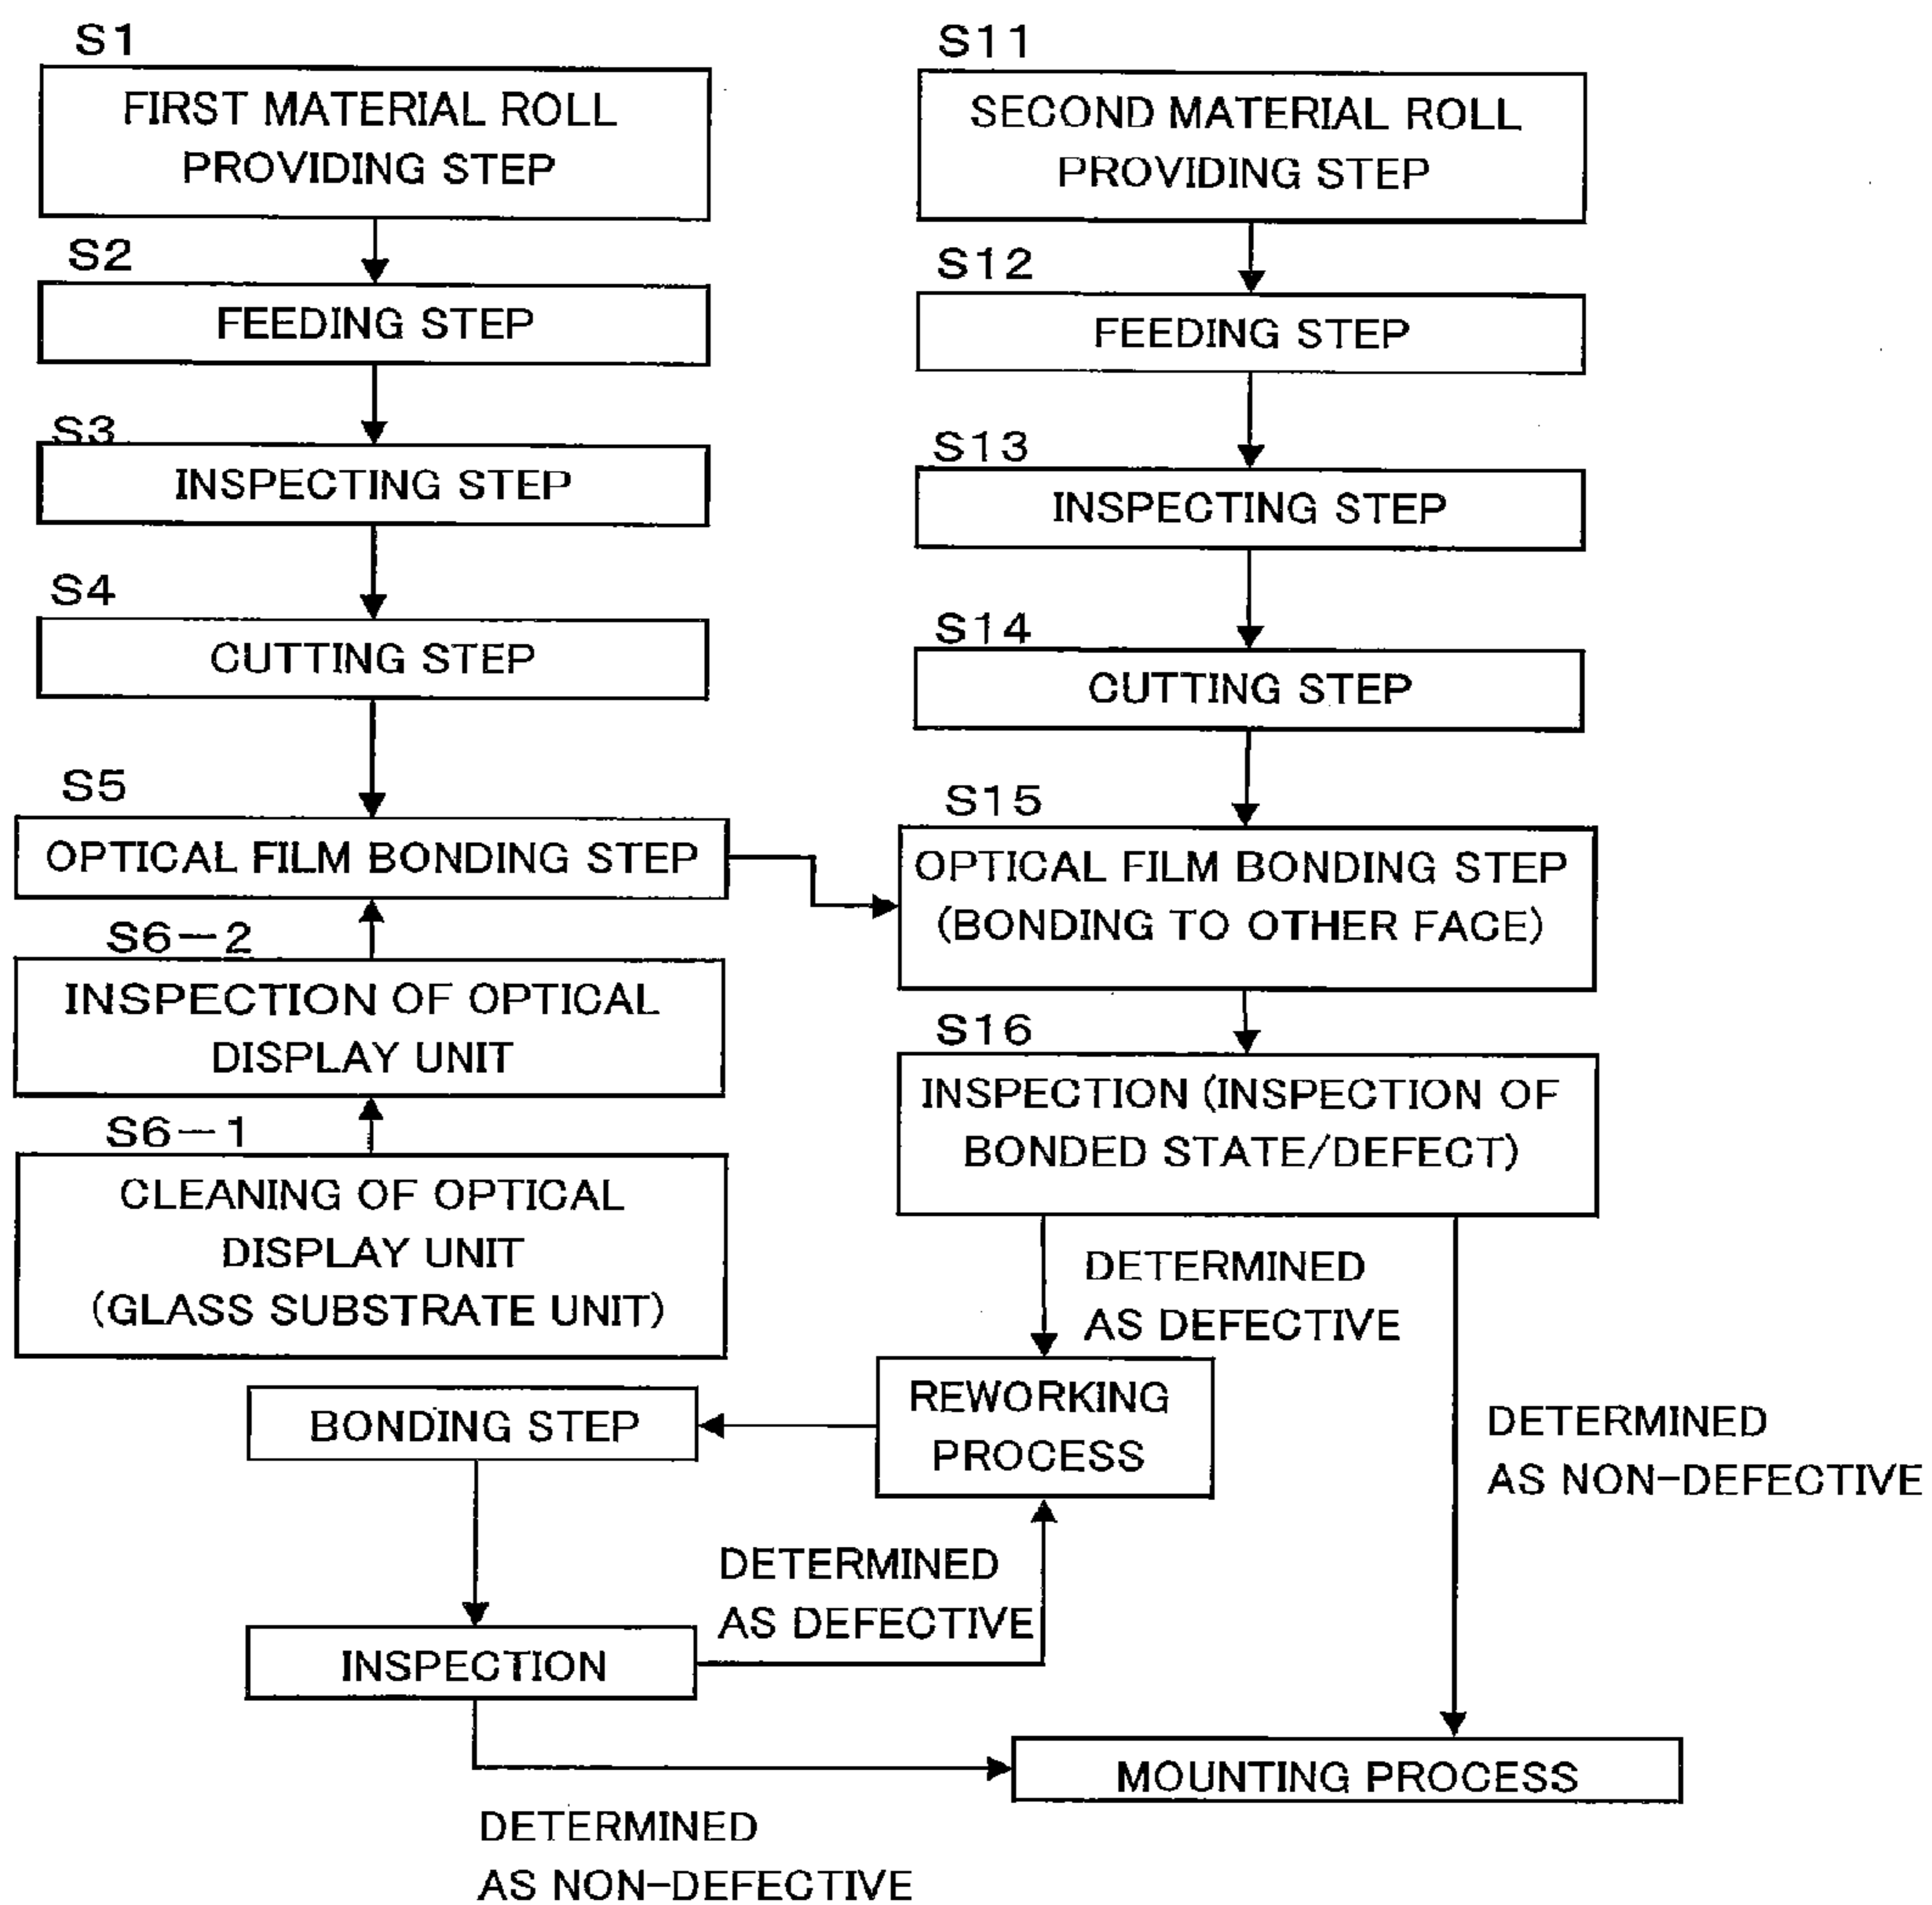 S1
FIRST MATERIAL ROLL
PROVIDING STEP
S2
FEEDING STEP
S3
INSPECTING STEP
S4
CUTTING STEP
S5
OPTICAL FILM BONDING STEP
S6-2
INSPECTION OF OPTICAL
DISPLAY UNIT
S6-1
CLEANING OF OPTICAL
DISPLAY UNIT
(GLASS SUBSTRATE UNIT)
S11
SECOND MATERIAL ROLL
PROVIDING STEP
S12
FEEDING STEP
S13
INSPECTING STEP
S14
CUTTING STEP
S15
OPTICAL FILM BONDING STEP
(BONDING TO OTHER FACE)
S16
INSPECTION (INSPECTION OF
BONDED STATE/DEFECT)
DETERMINED
AS DEFECTIVE
REWORKING
PROCESS
DETERMINED
AS NON-DEFECTIVE
BONDING STEP
DETERMINED
AS DEFECTIVE
INSPECTION
MOUNTING PROCESS
DETERMINED
AS NON-DEFECTIVE